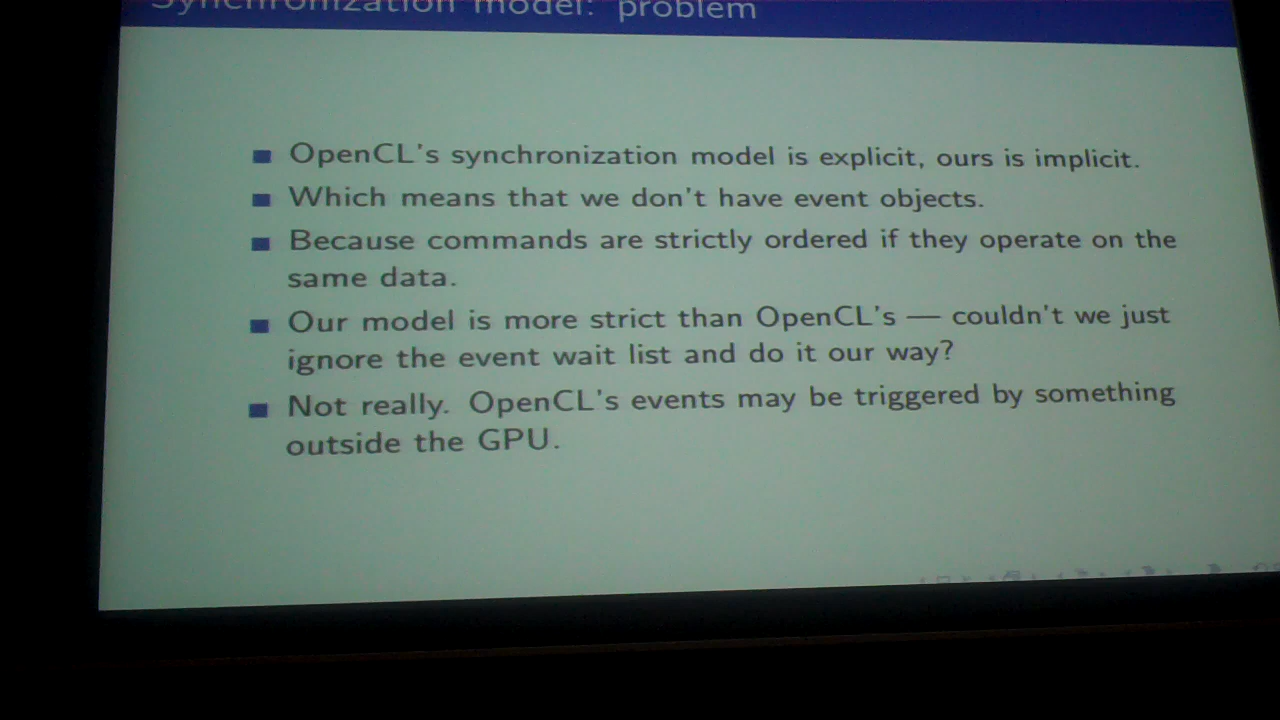 Synchronization model: problem
OpenCL's synchronization model is explicit, ours is implicit.
Which means that we don't have event objects.
Because commands are strictly ordered if they operate on the
same data.
Our model is more strict than OpenCL's — couldn't we just
ignore the event wait list and do it our way?
Not really. OpenCL's events may be triggered by something
outside the GPU.